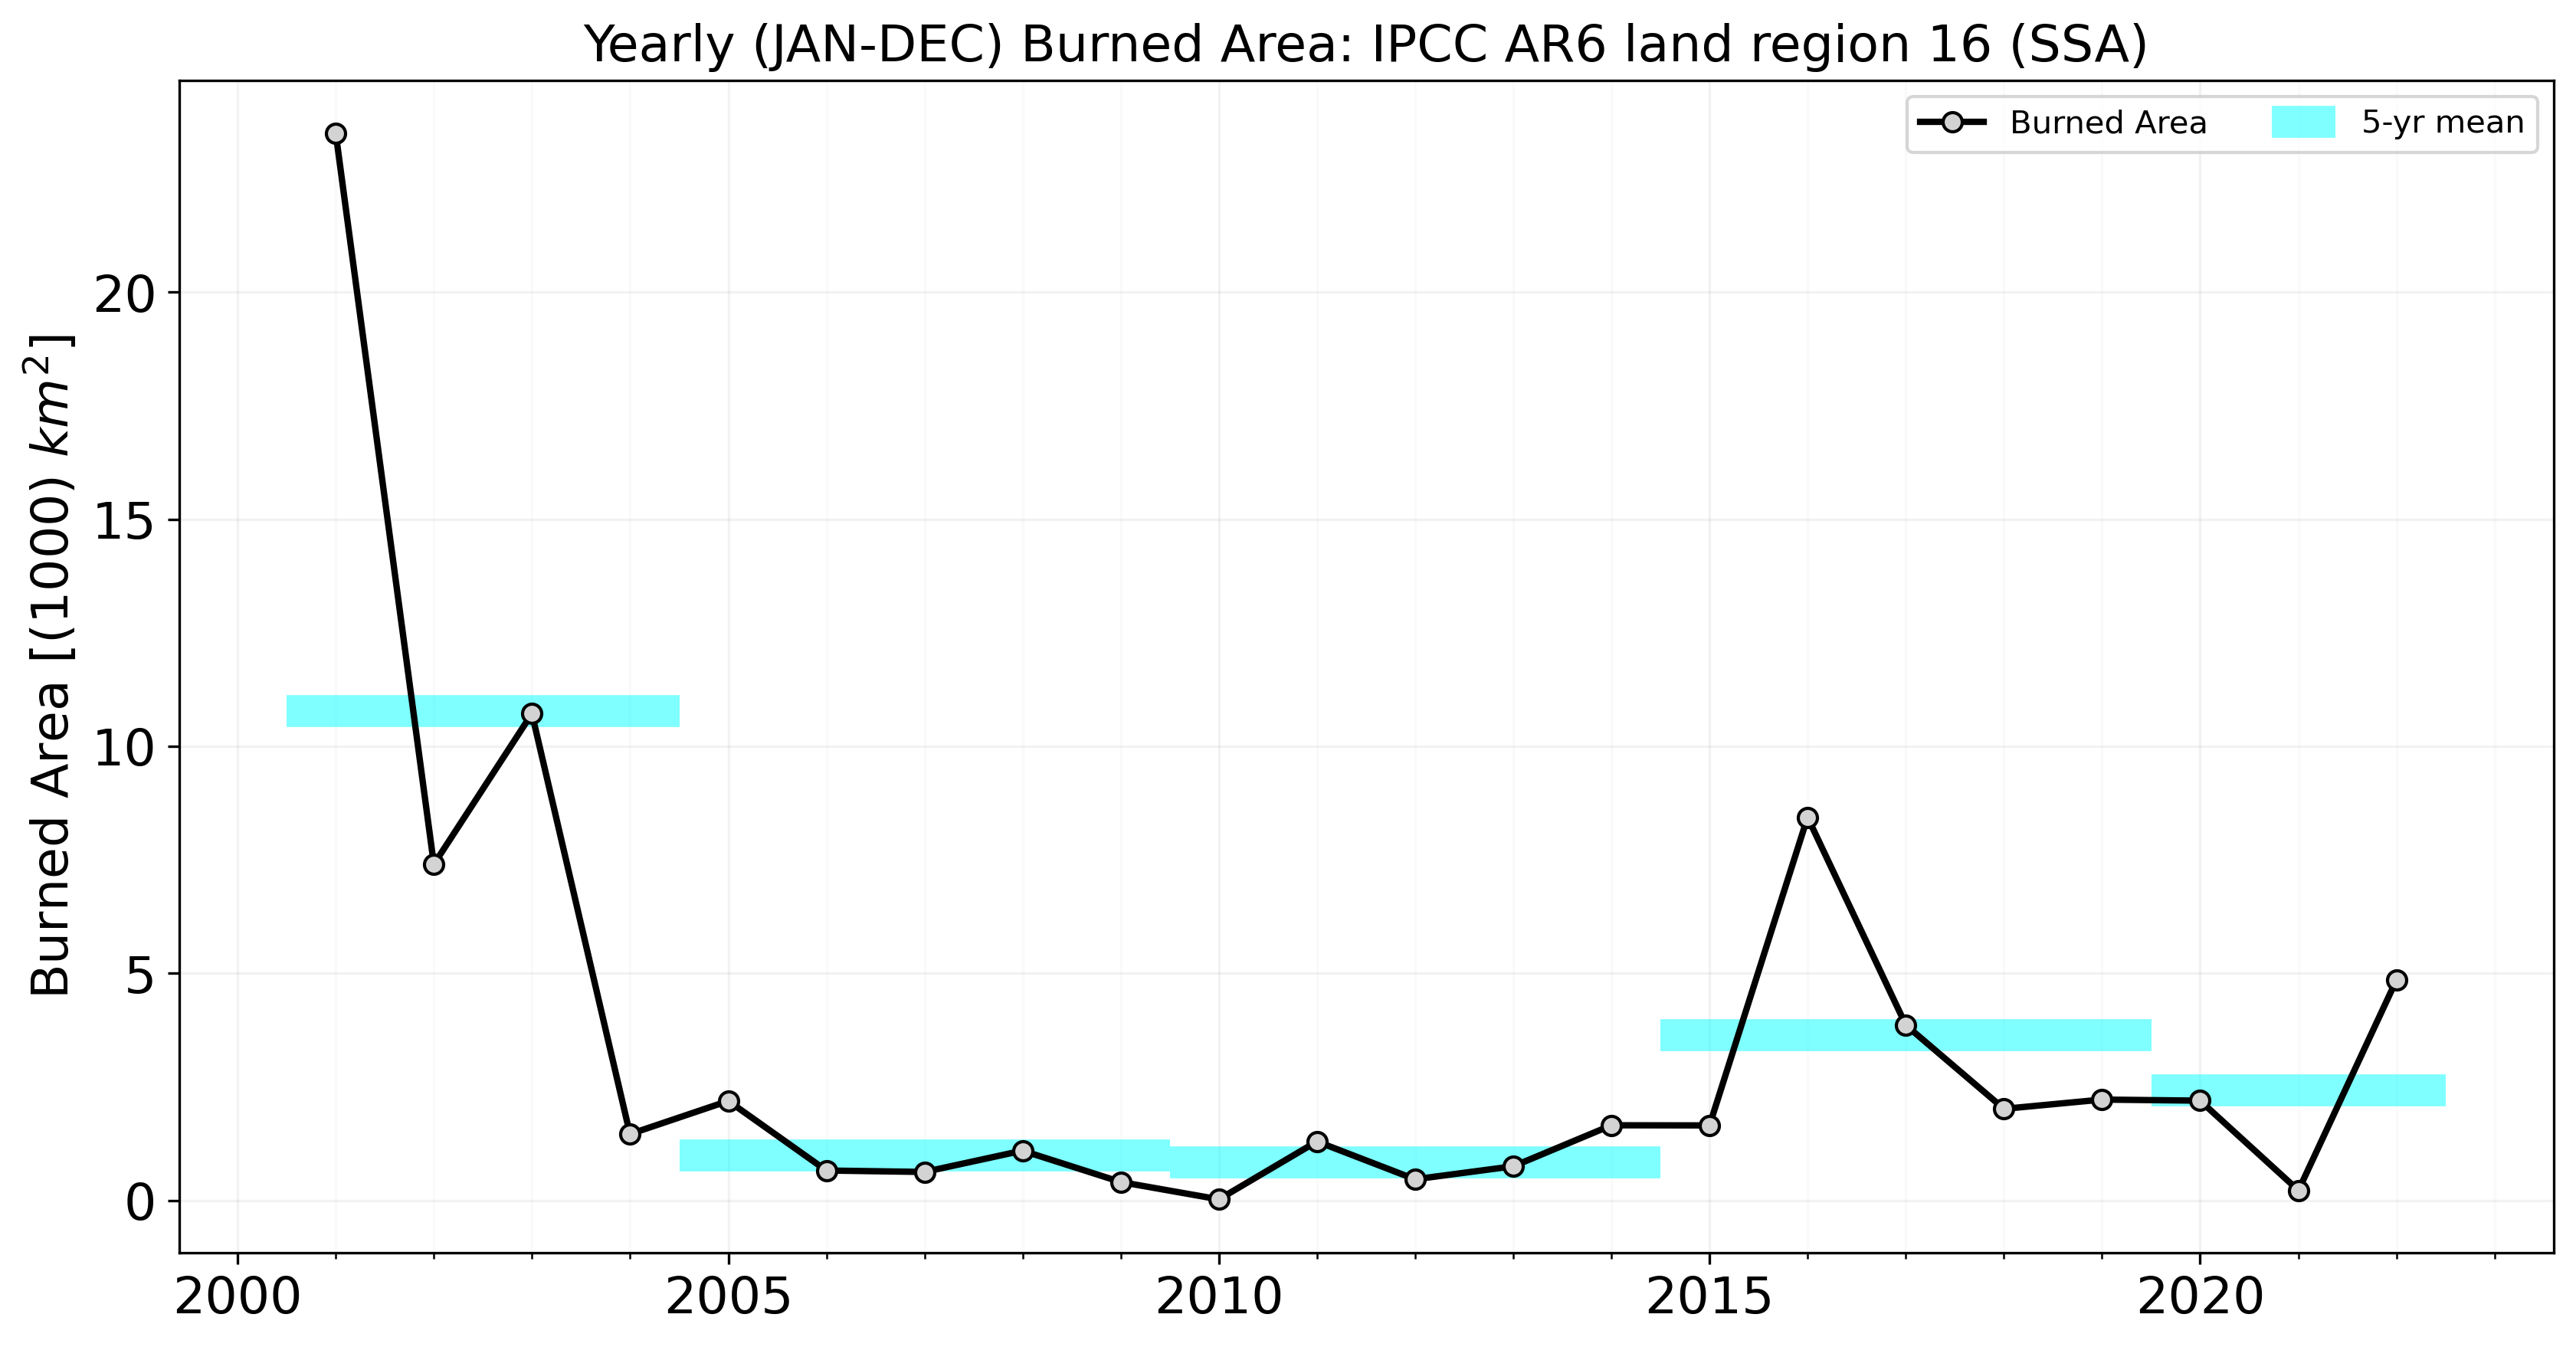 Yearly (JAN-DEC) Burned Area: IPCC AR6 land region 16 (SSA)
Burned Area
5-yr mean
Burned Area [(1000) km²]
20
15
10
5
0
2000
2005
2010
2015
2020